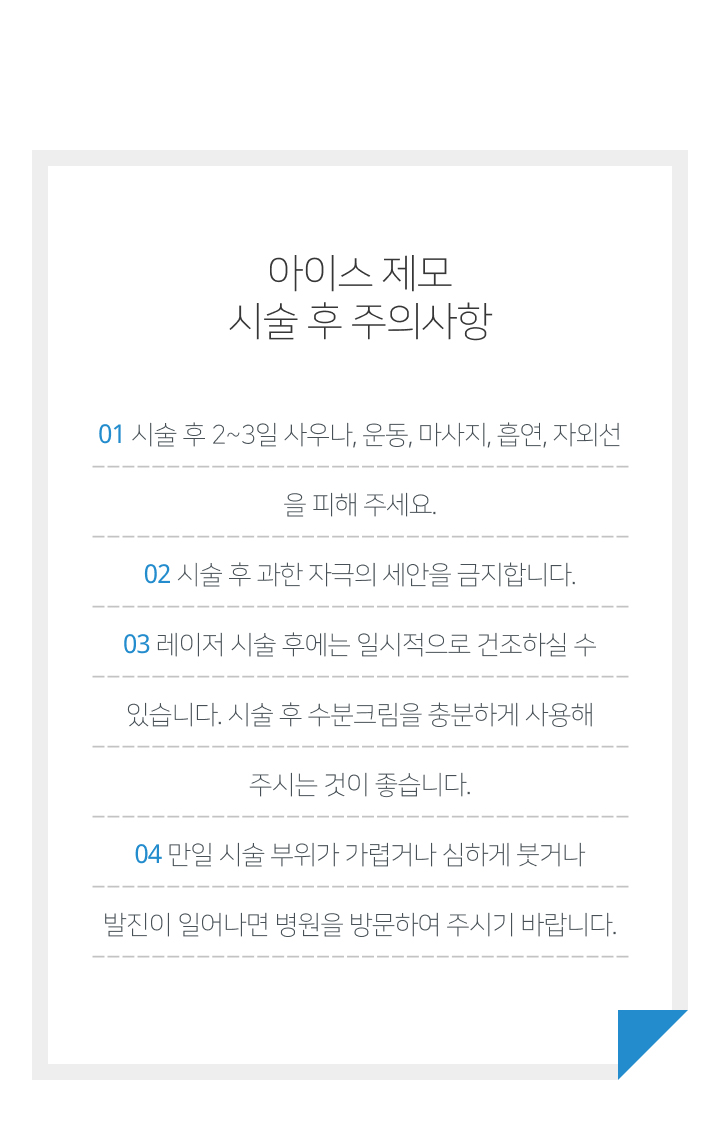 아이스 제모
시술 후 주의사항
01 시술 후 2~3일 사우나, 운동, 마사지, 흡연, 자외선
을 피해 주세요.
02 시술 후 과한 자극의 세안을 금지합니다.
03 레이저 시술 후에는 일시적으로 건조하실 수
있습니다. 시술 후 수분크림을 충분하게 사용해
주시는 것이 좋습니다.
04 만일 시술 부위가 가렵거나 심하게 붓거나
발진이 일어나면 병원을 방문하여 주시기 바랍니다.